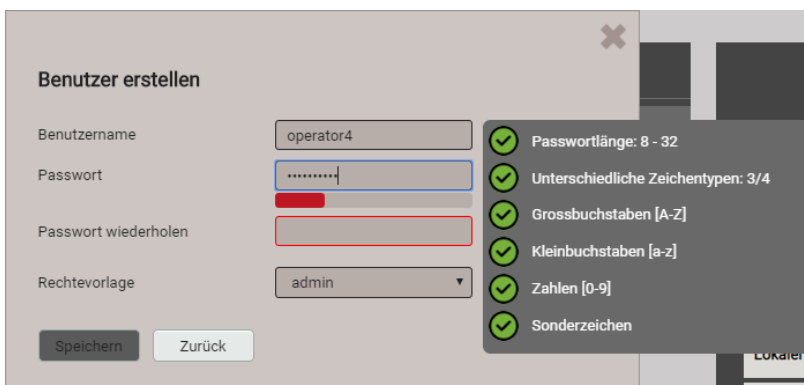 Benutzer erstellen
Benutzername
operator4
Passwort
••••••••••
Passwort wiederholen
Rechtevorlage
admin
Speichern
Zurück
Passwortlänge: 8 - 32
Unterschiedliche Zeichentypen: 3/4
Grossbuchstaben [A-Z]
Kleinbuchstaben [a-z]
Zahlen [0-9]
Sonderzeichen